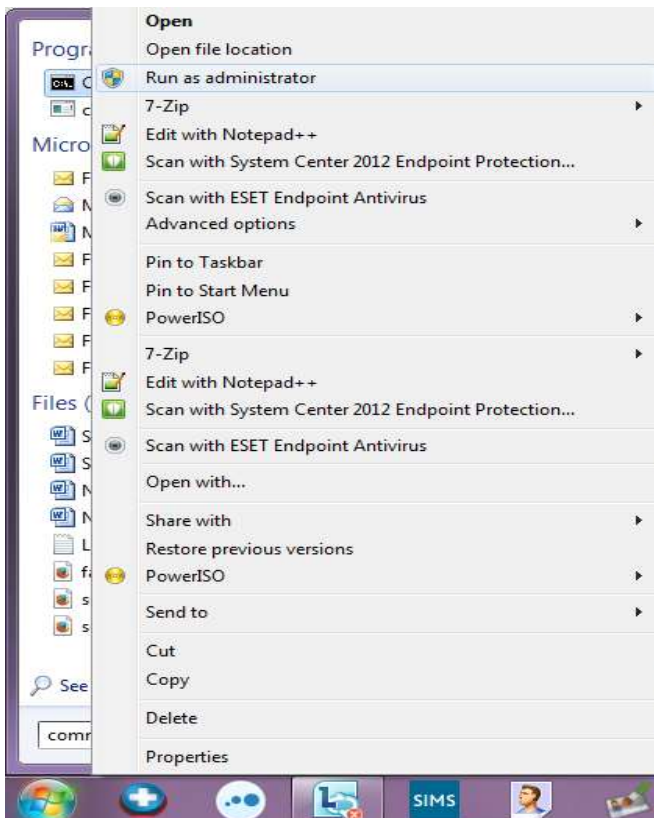 Open
Open file location
Run as administrator
7-Zip
Edit with Notepad++
Scan with System Center 2012 Endpoint Protection...
Scan with ESET Endpoint Antivirus
Advanced options
Pin to Taskbar
Pin to Start Menu
PowerISO
7-Zip
Edit with Notepad++
Scan with System Center 2012 Endpoint Protection...
Scan with ESET Endpoint Antivirus
Open with...
Share with
Restore previous versions
PowerISO
Send to
Cut
Copy
Delete
Properties
Progr
C:\.
C
c
Micro
F
N
N
F
F
F
F
F
Files (
S
S
N
N
L
fa
s
s
See
comr
SIMS